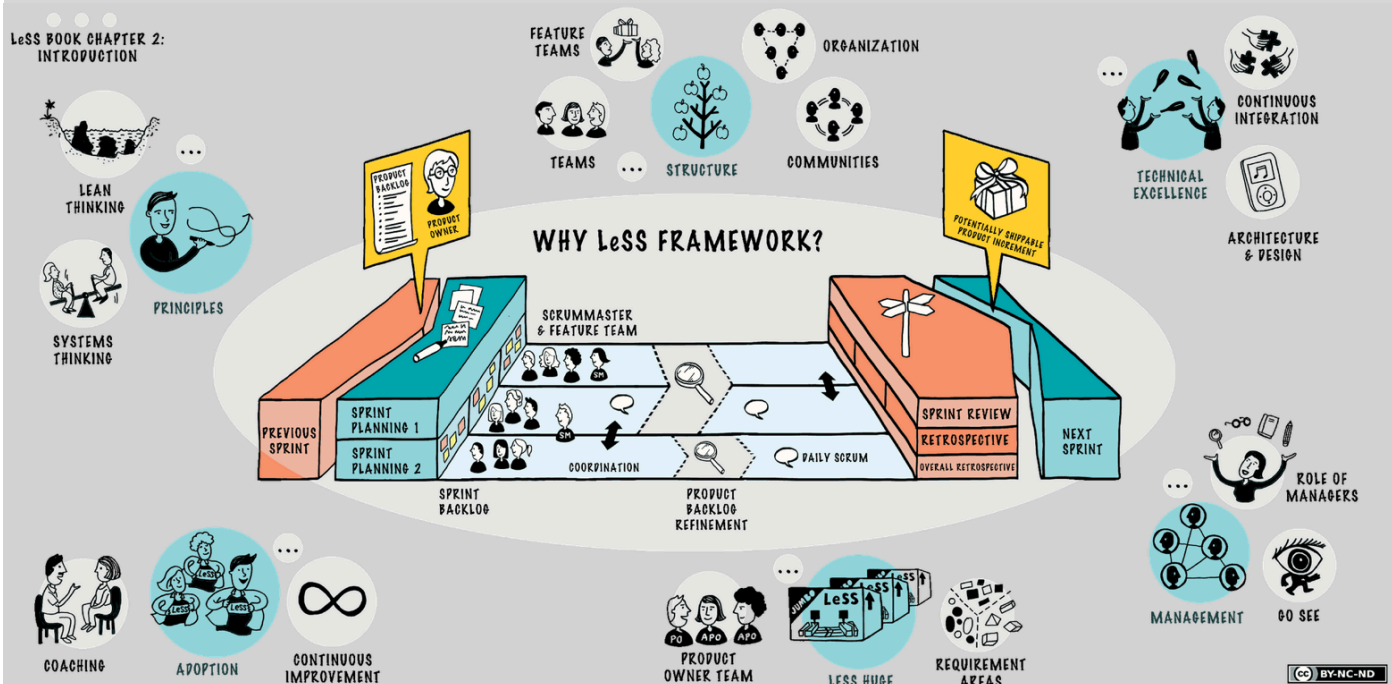 LeSS BOOK CHAPTER 2:
INTRODUCTION
FEATURE
TEAMS
ORGANIZATION
TEAMS
...
STRUCTURE
COMMUNITIES
...
CONTINUOUS
INTEGRATION
TECHNICAL
EXCELLENCE
ARCHITECTURE
& DESIGN
LEAN
THINKING
...
PRINCIPLES
SYSTEMS
THINKING
PRODUCT
BACKLOG
PRODUCT
OWNER
WHY LeSS FRAMEWORK?
POTENTIALLY SHIPPABLE
PRODUCT INCREMENT
SCRUMMASTER
& FEATURE TEAM
SM
SM
PREVIOUS
SPRINT
SPRINT
PLANNING 1
SPRINT
PLANNING 2
COORDINATION
DAILY SCRUM
SPRINT REVIEW
RETROSPECTIVE
OVERALL RETROSPECTIVE
NEXT
SPRINT
SPRINT
BACKLOG
PRODUCT
BACKLOG
REFINEMENT
ROLE OF
MANAGERS
...
MANAGEMENT
GO SEE
COACHING
LeSS
LeSS
LeSS
ADOPTION
...
CONTINUOUS
IMPROVEMENT
PO
APO
APO
PRODUCT
OWNER TEAM
...
JUMBO
LeSS
LeSS
LeSS
LESS HUGE
REQUIREMENT
AREAS
cc BY-NC-ND